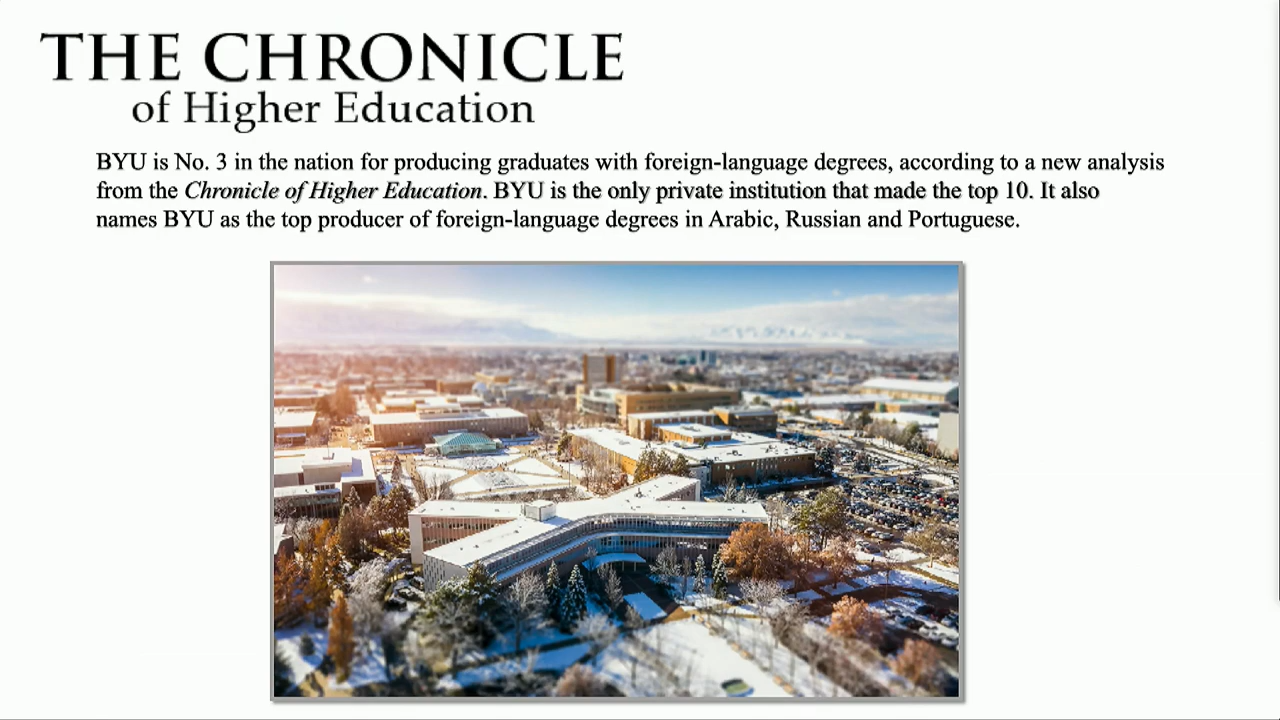 THE CHRONICLE
of Higher Education
BYU is No. 3 in the nation for producing graduates with foreign-language degrees, according to a new analysis
from the Chronicle of Higher Education. BYU is the only private institution that made the top 10. It also
names BYU as the top producer of foreign-language degrees in Arabic, Russian and Portuguese.